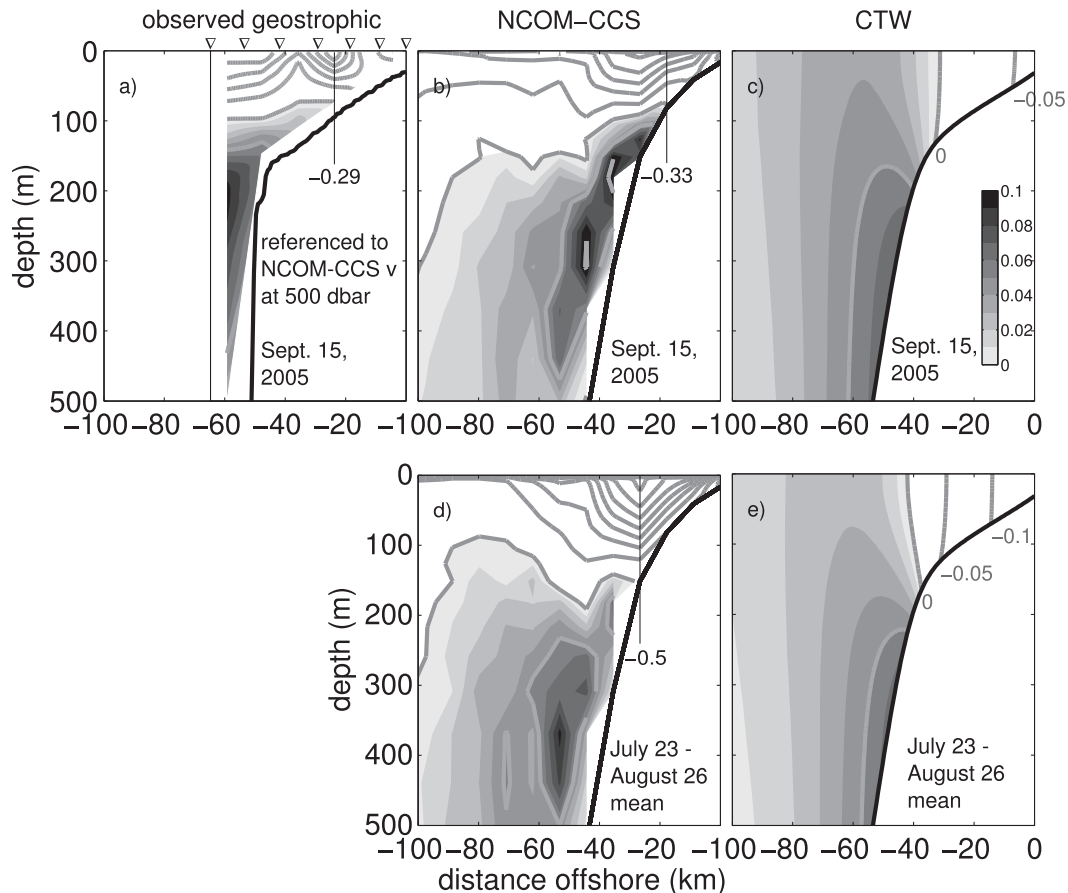 observed geostrophic
NCOM−CCS
CTW
a)
b)
c)
0
100
200
300
400
500
depth (m)
−0.29
−0.33
−0.05
0
referenced to
NCOM-CCS v
at 500 dbar
Sept. 15,
2005
Sept. 15,
2005
Sept. 15,
2005
0.1
0.08
0.06
0.04
0.02
0
−100 −80 −60 −40 −20
−100 −80 −60 −40 −20
−100 −80 −60 −40 −20 0
d)
e)
0
100
200
300
400
500
depth (m)
−0.5
−0.1
−0.05
0
July 23 -
August 26
mean
July 23 -
August 26
mean
−100 −80 −60 −40 −20
−100 −80 −60 −40 −20 0
distance offshore (km)